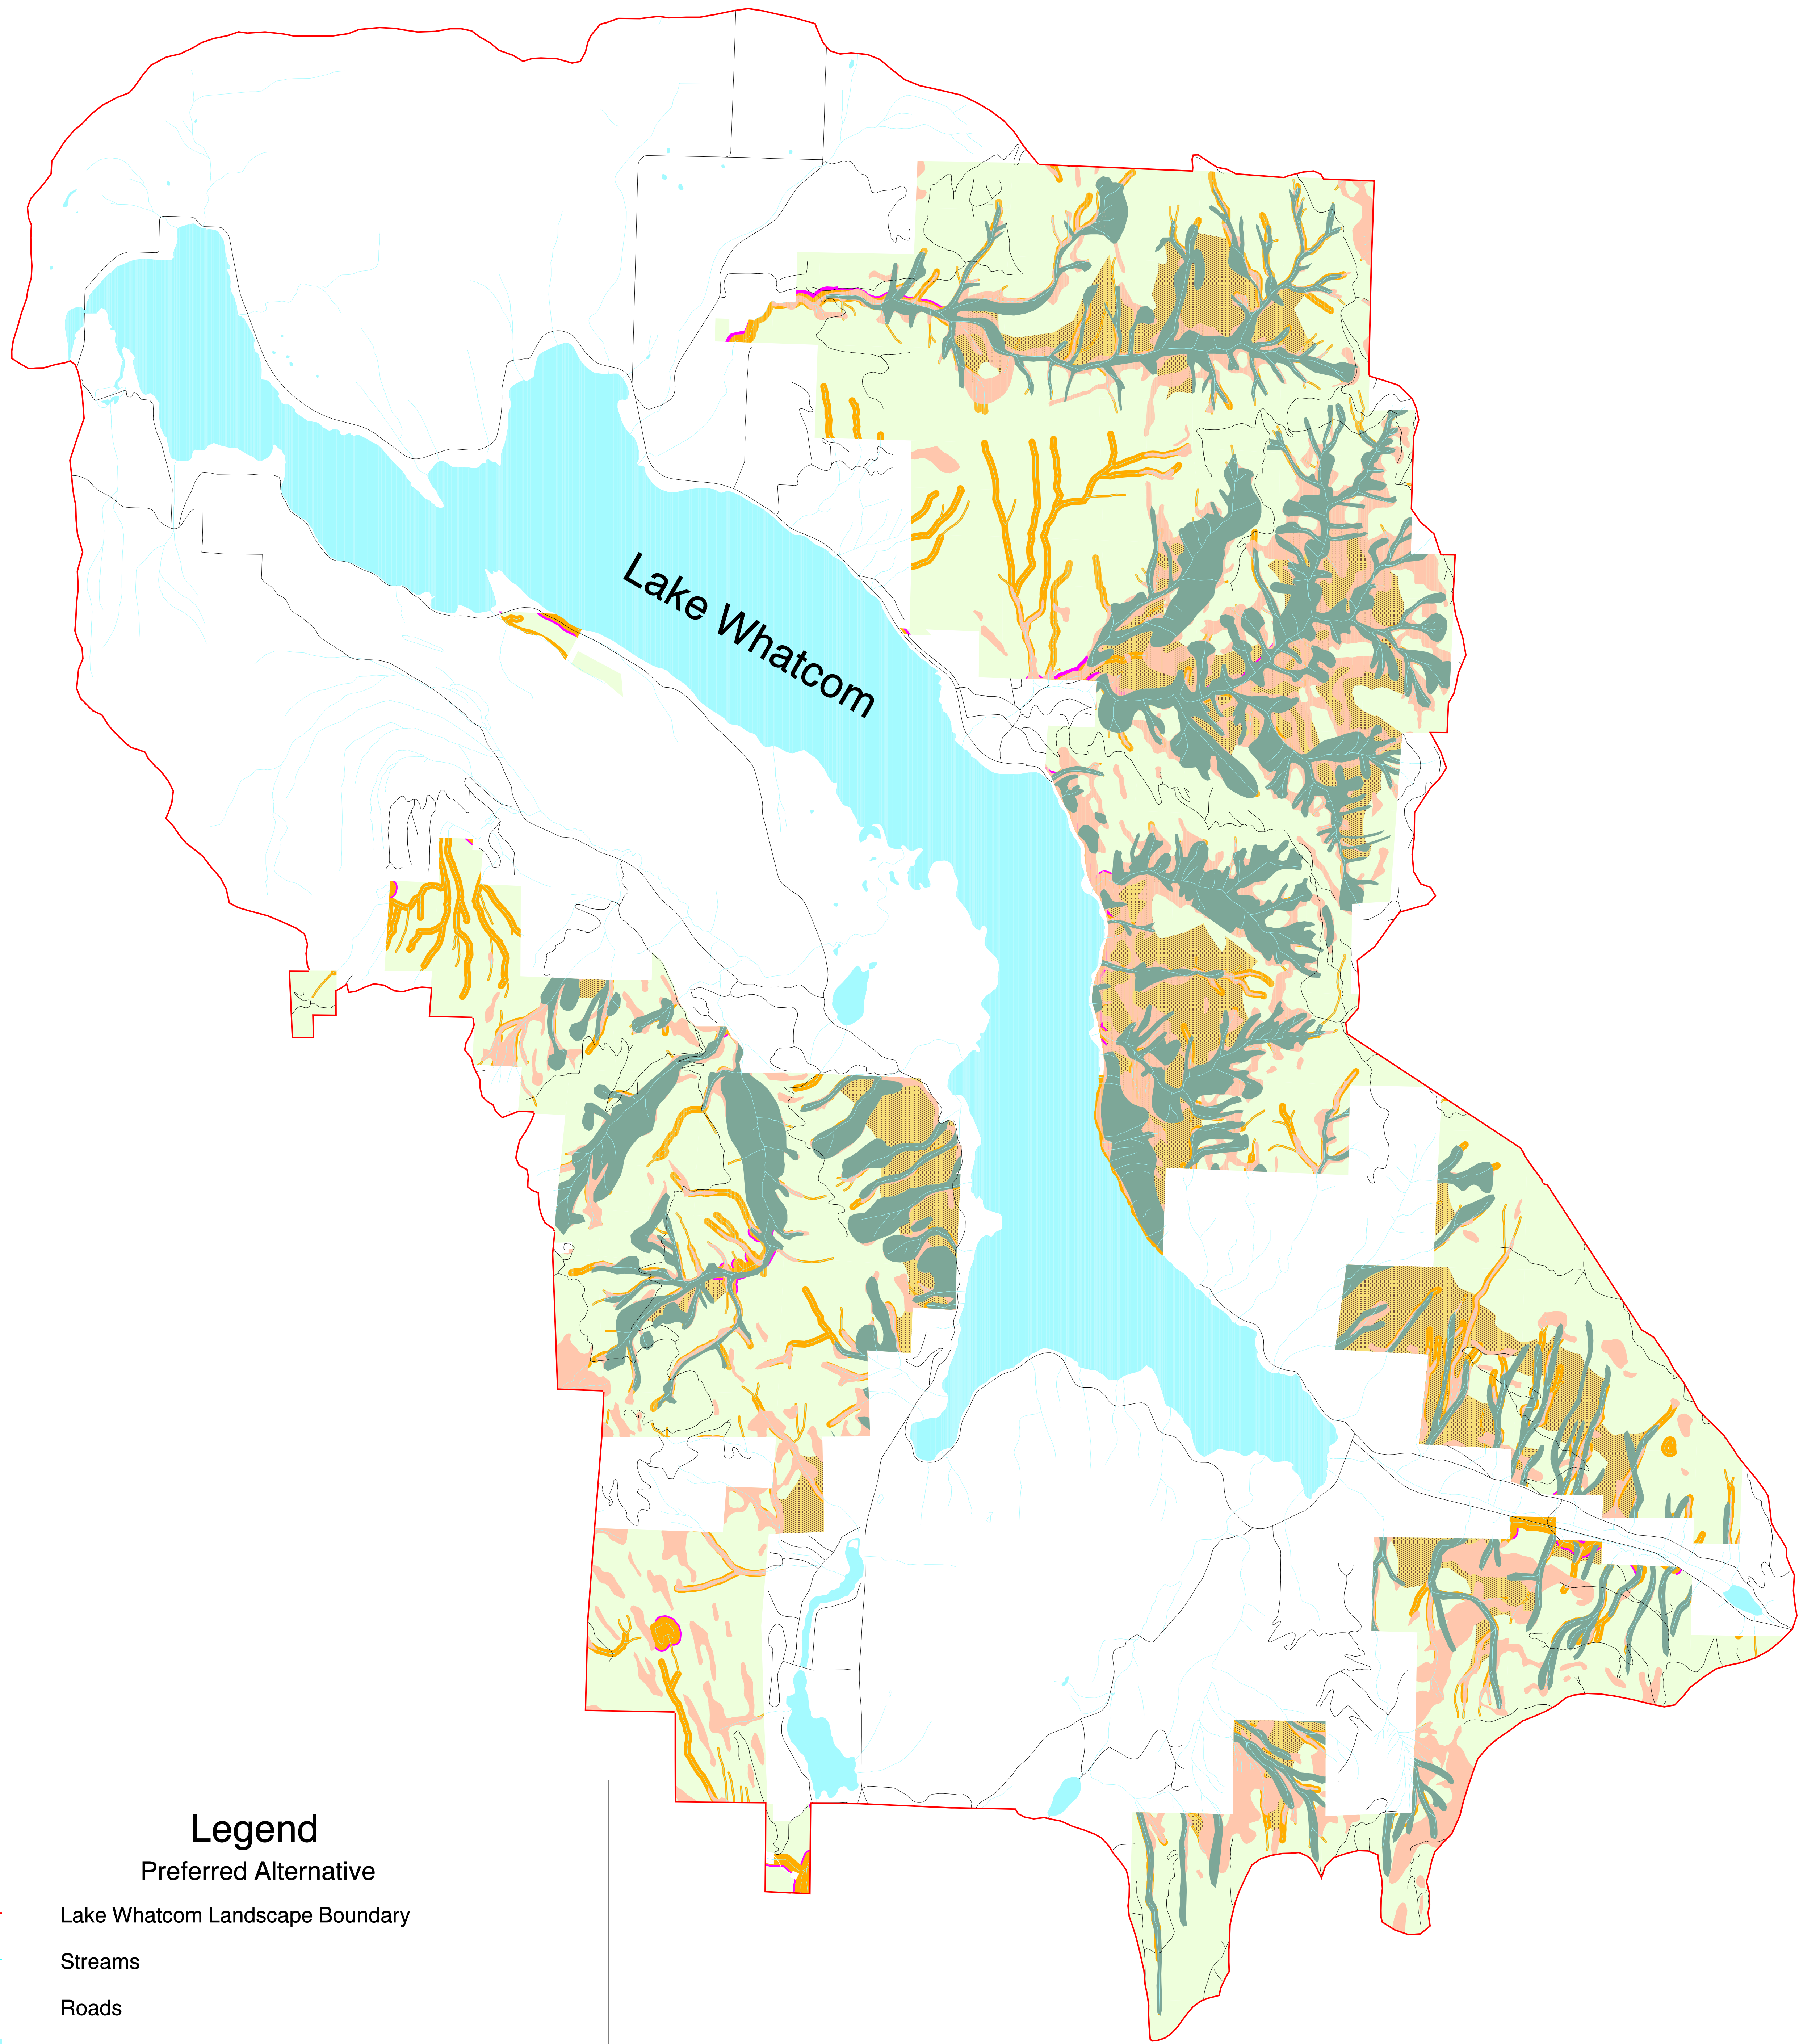 Lake Whatcom
Legend
Preferred Alternative
Lake Whatcom Landscape Boundary
Streams
Roads